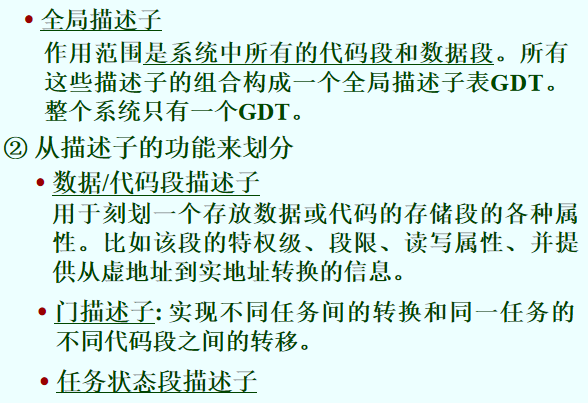 • 全局描述子
作用范围是系统中所有的代码段和数据段。所有
这些描述子的组合构成一个全局描述子表GDT。
整个系统只有一个GDT。
② 从描述子的功能来划分
• 数据/代码段描述子
用于刻划一个存放数据或代码的存储段的各种属
性。比如该段的特权级、段限、读写属性、并提
供从虚地址到实地址转换的信息。
• 门描述子: 实现不同任务间的转换和同一任务的
不同代码段之间的转移。
• 任务状态段描述子